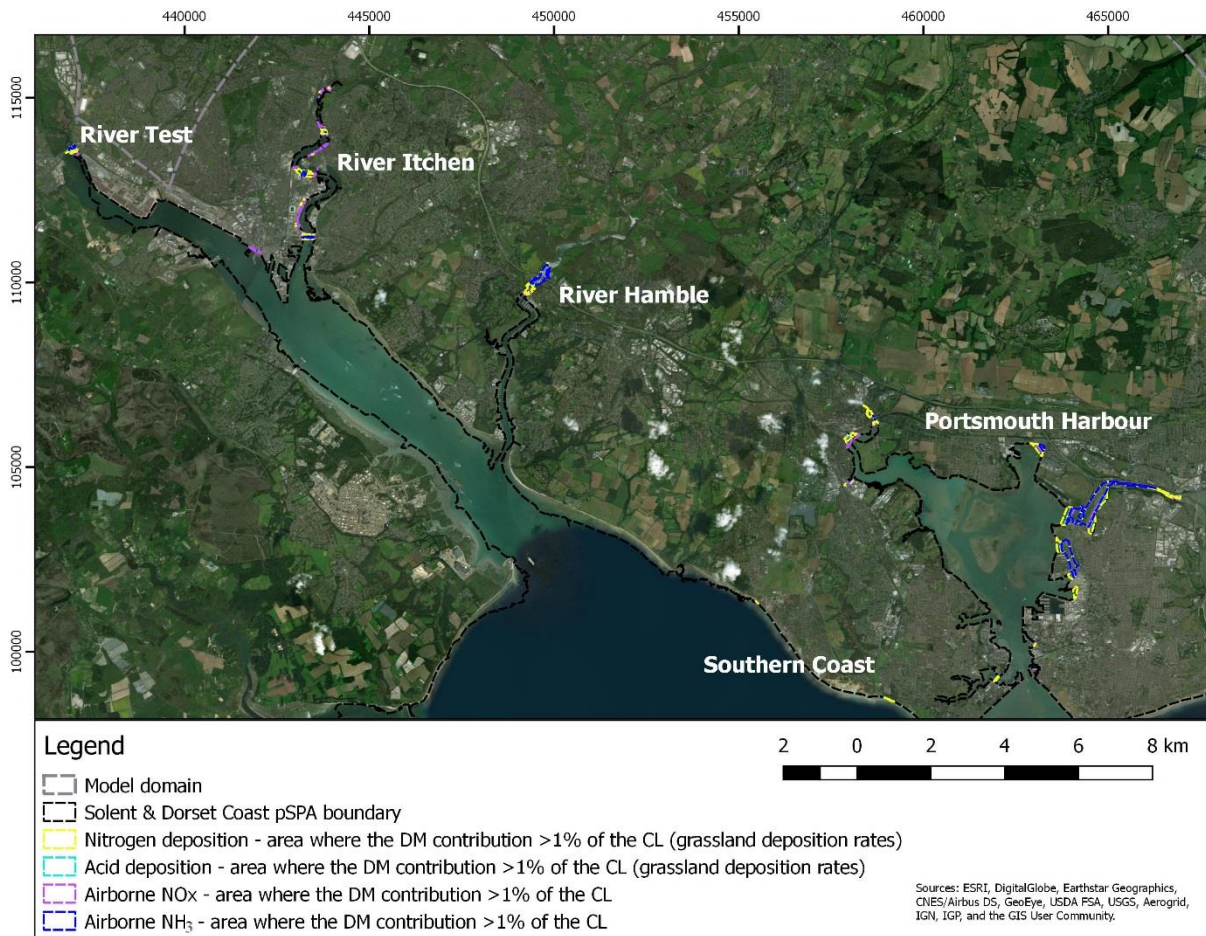 440000 445000 450000 455000 460000 465000
115000
110000
105000
100000
River Test
River Itchen
River Hamble
Portsmouth Harbour
Southern Coast
Legend
Model domain
Solent & Dorset Coast pSPA boundary
Nitrogen deposition - area where the DM contribution >1% of the CL (grassland deposition rates)
Acid deposition - area where the DM contribution >1% of the CL (grassland deposition rates)
Airborne NOx - area where the DM contribution >1% of the CL
Airborne NH₃ - area where the DM contribution >1% of the CL
2 0 2 4 6 8 km
Sources: ESRI, DigitalGlobe, Earthstar Geographics,
CNES/Airbus DS, GeoEye, USDA FSA, USGS, Aerogrid,
IGN, IGP, and the GIS User Community.